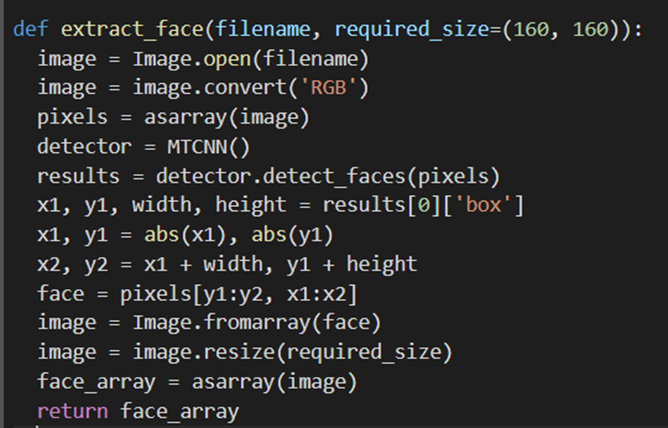 def extract_face(filename, required_size=(160, 160)):
  image = Image.open(filename)
  image = image.convert('RGB')
  pixels = asarray(image)
  detector = MTCNN()
  results = detector.detect_faces(pixels)
  x1, y1, width, height = results[0]['box']
  x1, y1 = abs(x1), abs(y1)
  x2, y2 = x1 + width, y1 + height
  face = pixels[y1:y2, x1:x2]
  image = Image.fromarray(face)
  image = image.resize(required_size)
  face_array = asarray(image)
  return face_array